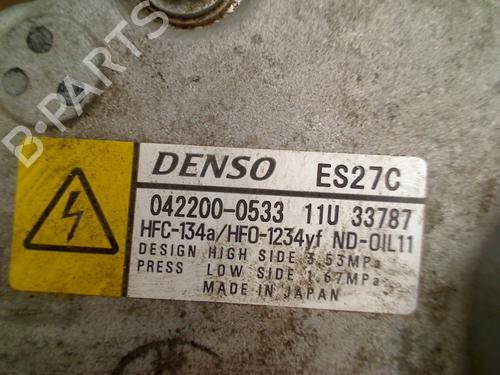 B-PARTS
DENSO ES27C
042200-0533 11U 33787
HFC-134a/HFO-1234yf ND-OIL11
DESIGN HIGH SIDE 3.53MPa
PRESS LOW SIDE 1.67MPa
MADE IN JAPAN